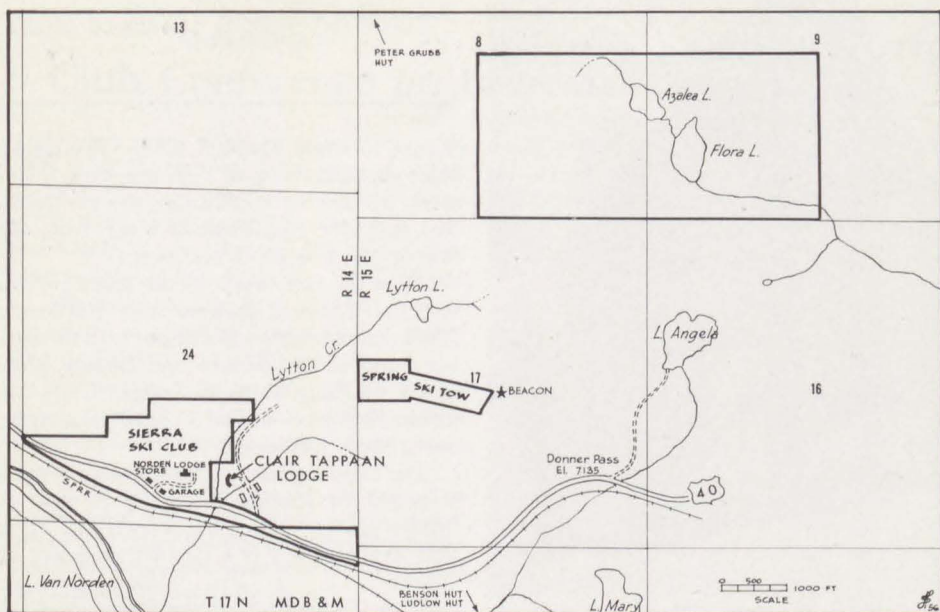 13
PETER GRUBB
HUT
8
9
Azalea L.
Flora L.
R 14 E
R 15 E
Lytton L.
24
Lytton Cr.
L. Angela
SPRING
SKI TOW
17
BEACON
16
SIERRA
SKI CLUB
NORDEN LODGE
STORE
GARAGE
CLAIR TAPPAAN
LODGE
Donner Pass
El. 7135
40
S.P.R.R.
L. Van Norden
T 17 N MDB & M
BENSON HUT
LUDLOW HUT
L. Mary
0 500 1000 FT
SCALE